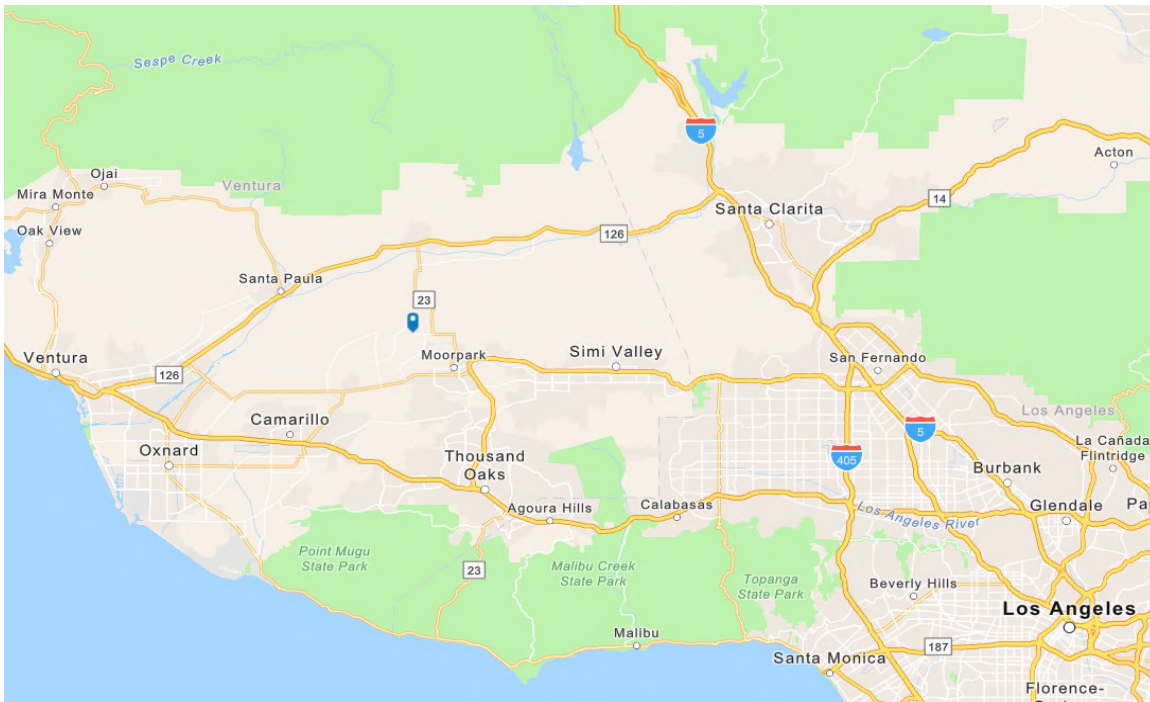 Sespe Creek
5
Acton
Ojai
Ventura
Mira Monte
14
Santa Clarita
Oak View
126
Santa Paula
23
Ventura
Moorpark
Simi Valley
San Fernando
126
Camarillo
Los Angeles
5
Oxnard
La Cañada
Flintridge
405
Thousand
Oaks
Burbank
Agoura Hills
Calabasas
Glendale
Pa
Los Angeles River
Point Mugu
State Park
23
Malibu Creek
State Park
Topanga
State Park
Beverly Hills
Los Angeles
Malibu
187
Santa Monica
Florence-